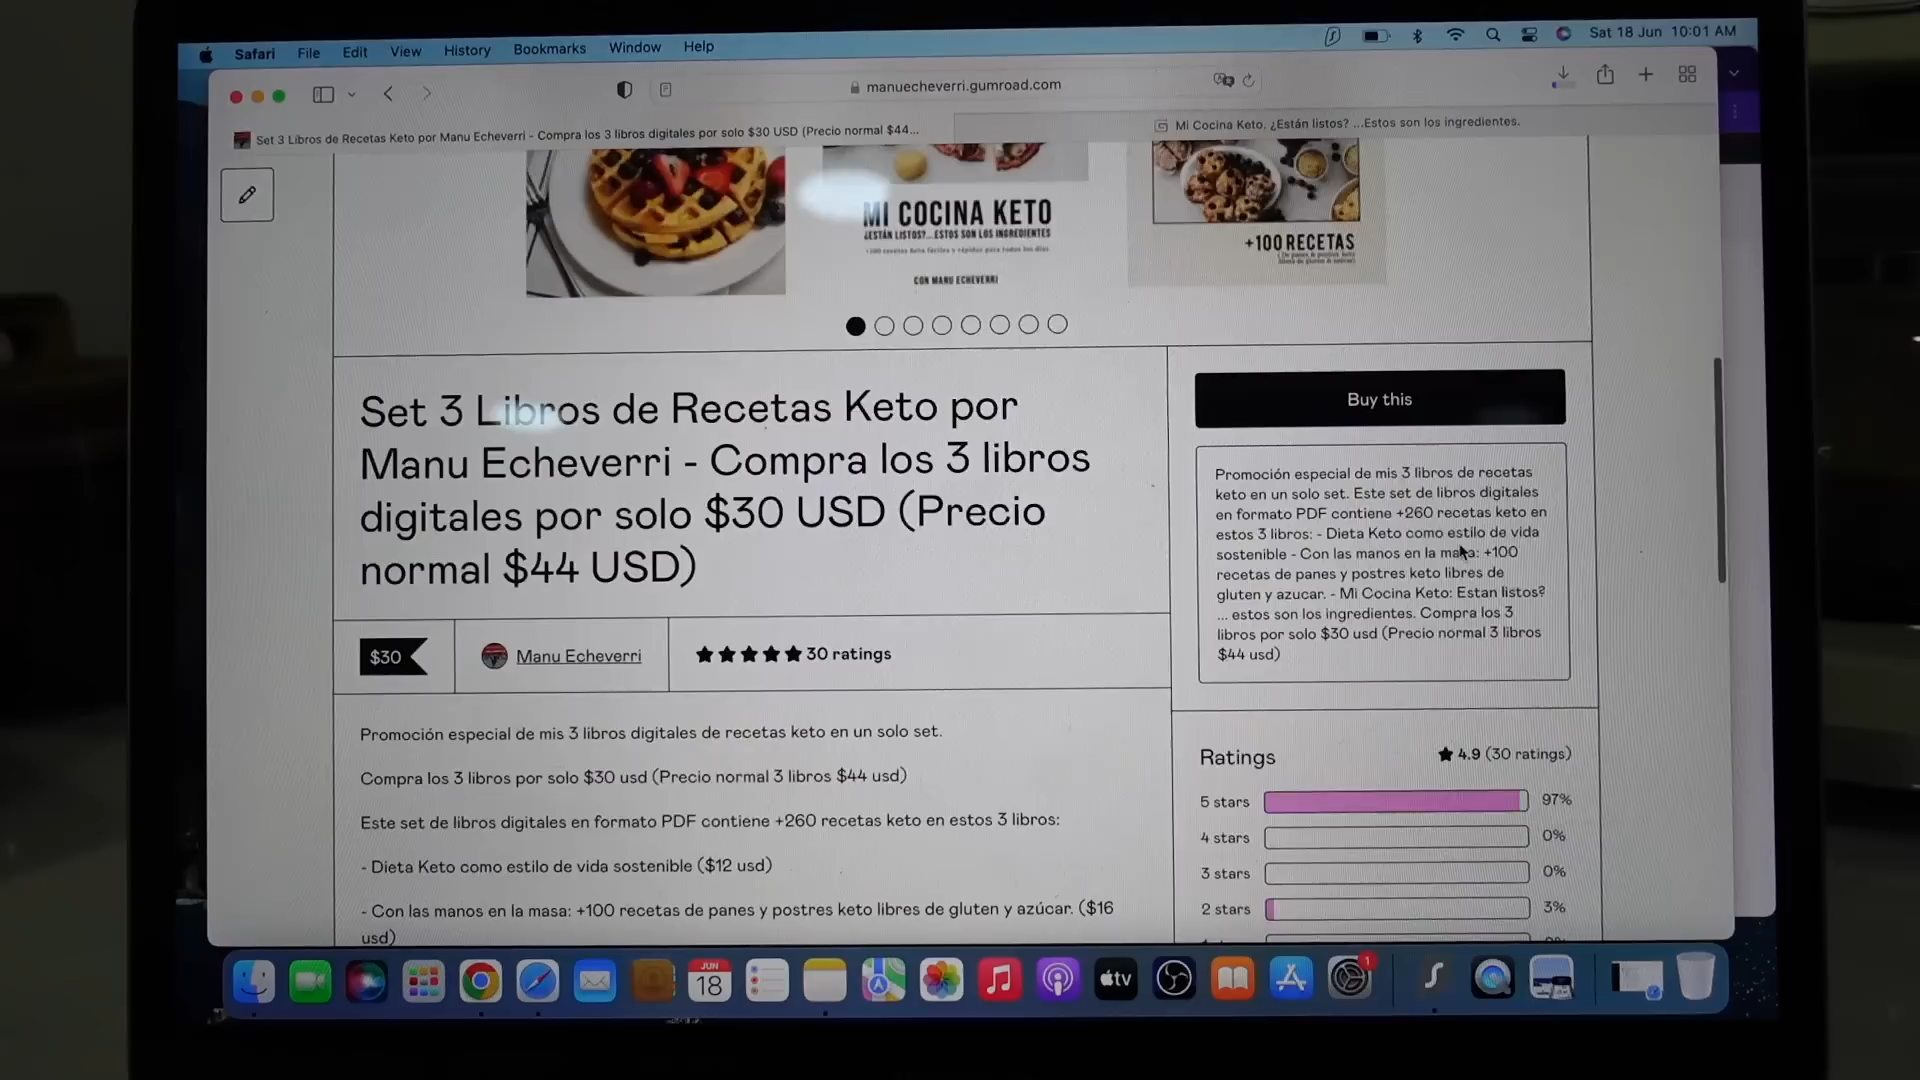 Safari File Edit View History Bookmarks Window Help
Sat 18 Jun 10:01 AM
manuecheverri.gumroad.com
Set 3 Libros de Recetas Keto por Manu Echeverri - Compra los 3 libros digitales por solo $30 USD (Precio normal $44...
Mi Cocina Keto, ¿Están listos? ...Estos son los ingredientes.
MI COCINA KETO
¿ESTÁN LISTOS?...ESTOS SON LOS INGREDIENTES
CON MANU ECHEVERRI
+100 RECETAS
Set 3 Libros de Recetas Keto por
Manu Echeverri - Compra los 3 libros
digitales por solo $30 USD (Precio
normal $44 USD)
$30
Manu Echeverri
30 ratings
Promoción especial de mis 3 libros digitales de recetas keto en un solo set.
Compra los 3 libros por solo $30 usd (Precio normal 3 libros $44 usd)
Este set de libros digitales en formato PDF contiene +260 recetas keto en estos 3 libros:
- Dieta Keto como estilo de vida sostenible ($12 usd)
- Con las manos en la masa: +100 recetas de panes y postres keto libres de gluten y azúcar. ($16
usd)
Buy this
Promoción especial de mis 3 libros de recetas
keto en un solo set. Este set de libros digitales
en formato PDF contiene +260 recetas keto en
estos 3 libros: - Dieta Keto como estilo de vida
sostenible - Con las manos en la masa: +100
recetas de panes y postres keto libres de
gluten y azucar. - Mi Cocina Keto: Estan listos?
... estos son los ingredientes. Compra los 3
libros por solo $30 usd (Precio normal 3 libros
$44 usd)
Ratings
4.9 (30 ratings)
5 stars 97%
4 stars 0%
3 stars 0%
2 stars 3%
JUN
18
tv
1